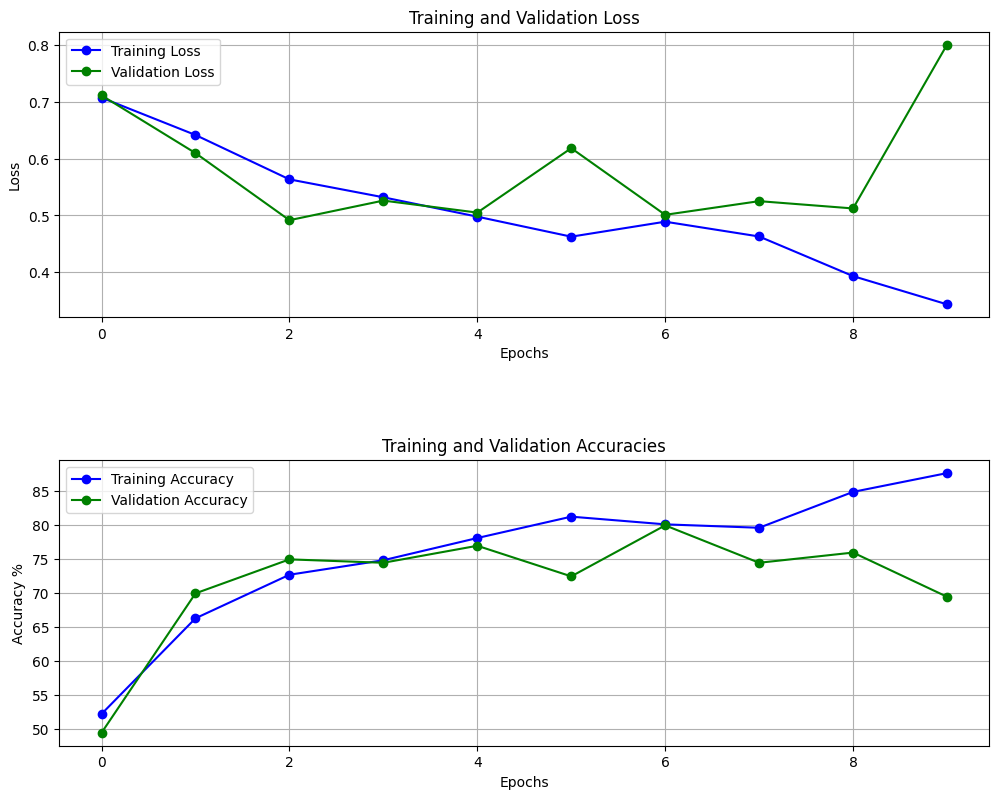 Training and Validation Loss
Training Loss
Validation Loss
0.8
0.7
0.6
0.5
0.4
Loss
0 2 4 6 8
Epochs
Training and Validation Accuracies
Training Accuracy
Validation Accuracy
85
80
75
70
65
60
55
50
Accuracy %
0 2 4 6 8
Epochs